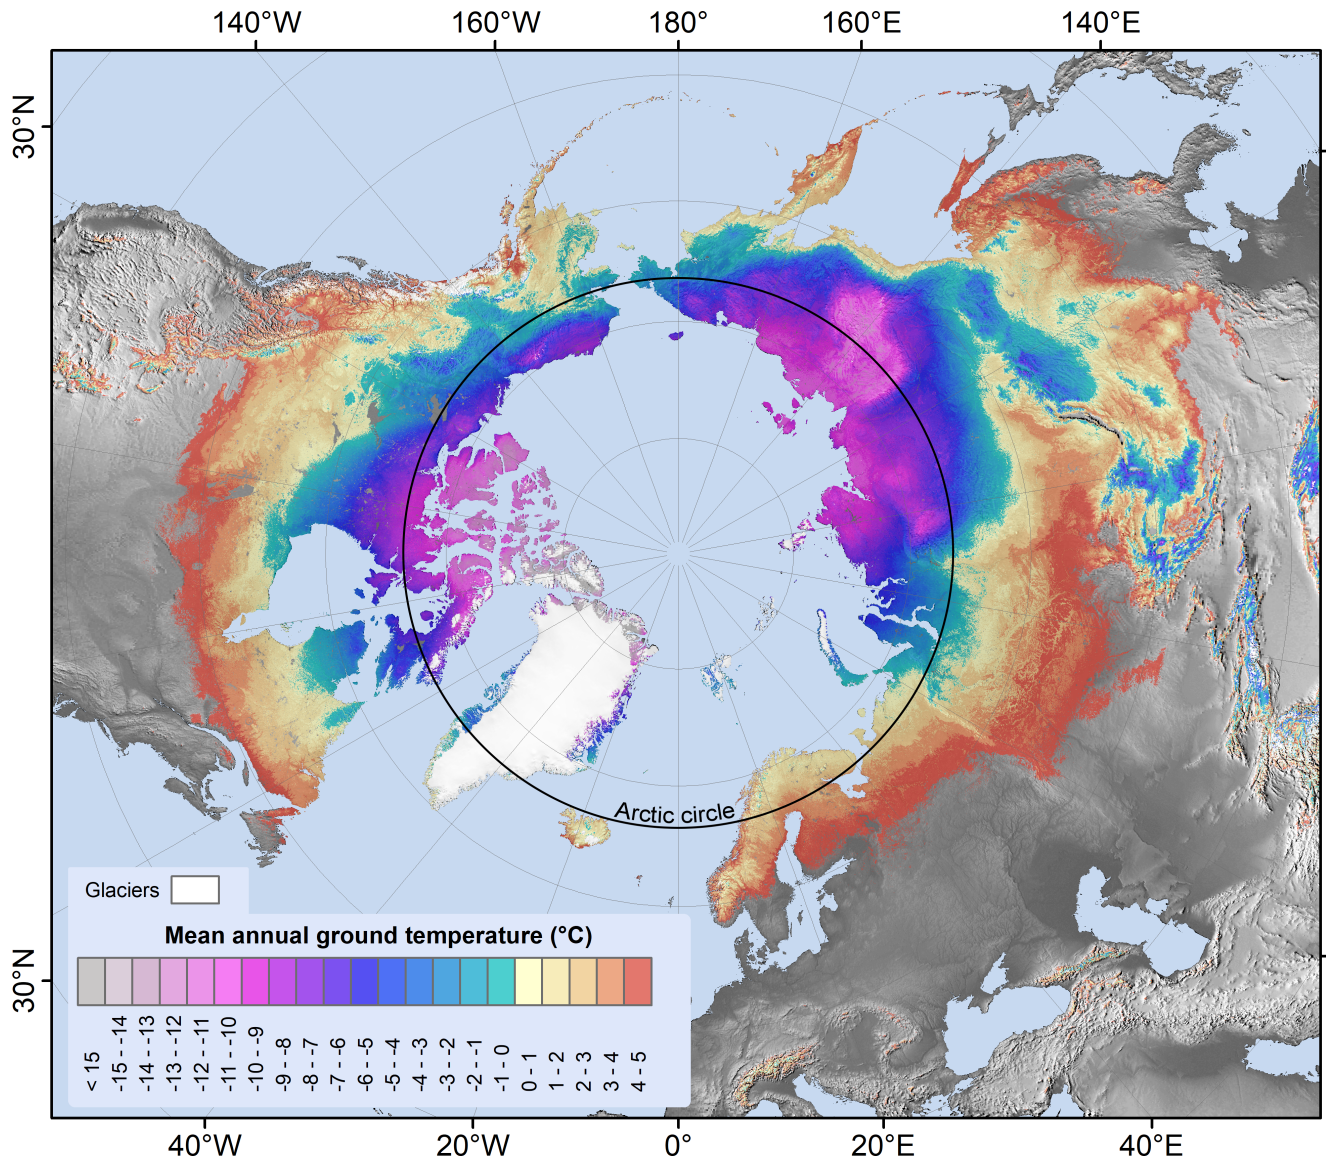 140°W 160°W 180° 160°E 140°E
30°N
Arctic circle
Glaciers
Mean annual ground temperature (°C)
< 15
-15 - -14
-14 - -13
-13 - -12
-12 - -11
-11 - -10
-10 - -9
-9 - -8
-8 - -7
-7 - -6
-6 - -5
-5 - -4
-4 - -3
-3 - -2
-2 - -1
-1 - 0
0 - 1
1 - 2
2 - 3
3 - 4
4 - 5
30°N
40°W 20°W 0° 20°E 40°E